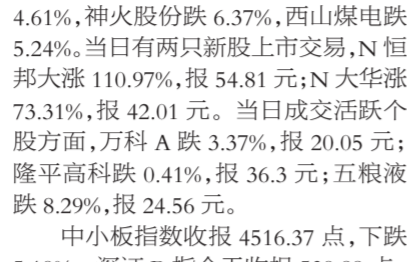 4.61%,神火股份跌 6.37%,西山煤电跌
5.24%。当日有两只新股上市交易,N 恒
邦大涨 110.97%,报 54.81 元;N 大华涨
73.31%,报 42.01 元。当日成交活跃个
股方面,万科 A 跌 3.37%,报 20.05 元;
隆平高科跌 0.41%,报 36.3 元;五粮液
跌 8.29%,报 24.56 元。
中小板指数收报 4516.37 点,下跌